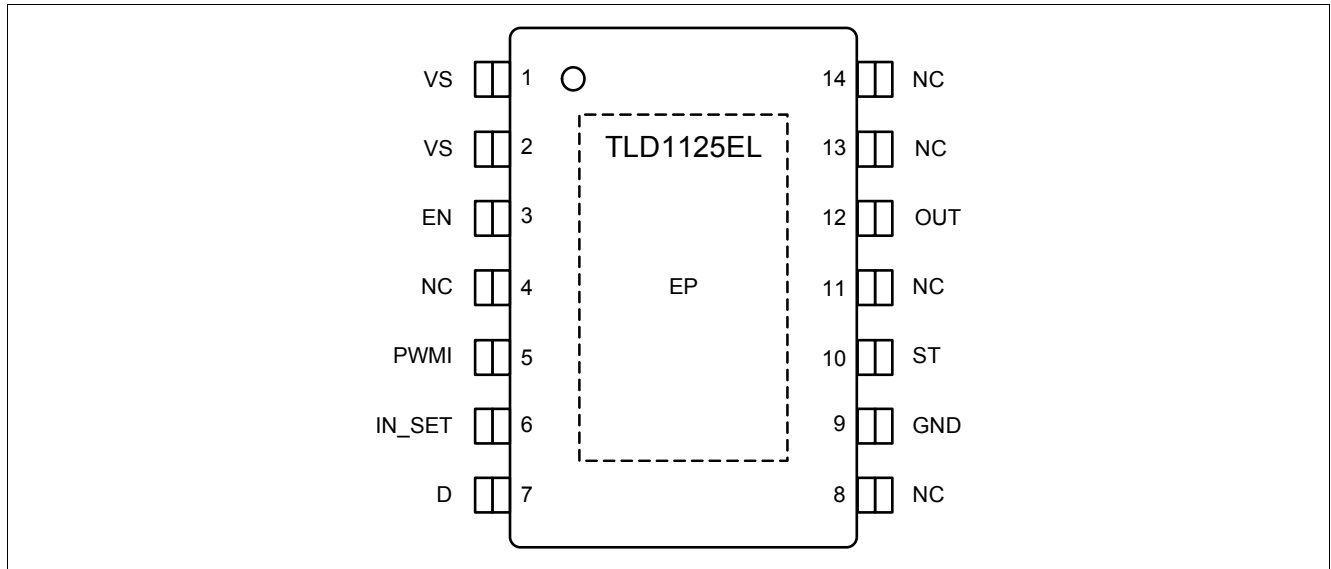 VS 1 14 NC
VS 2 TLD1125EL 13 NC
EN 3 12 OUT
NC 4 EP 11 NC
PWMI 5 10 ST
IN_SET 6 9 GND
D 7 8 NC